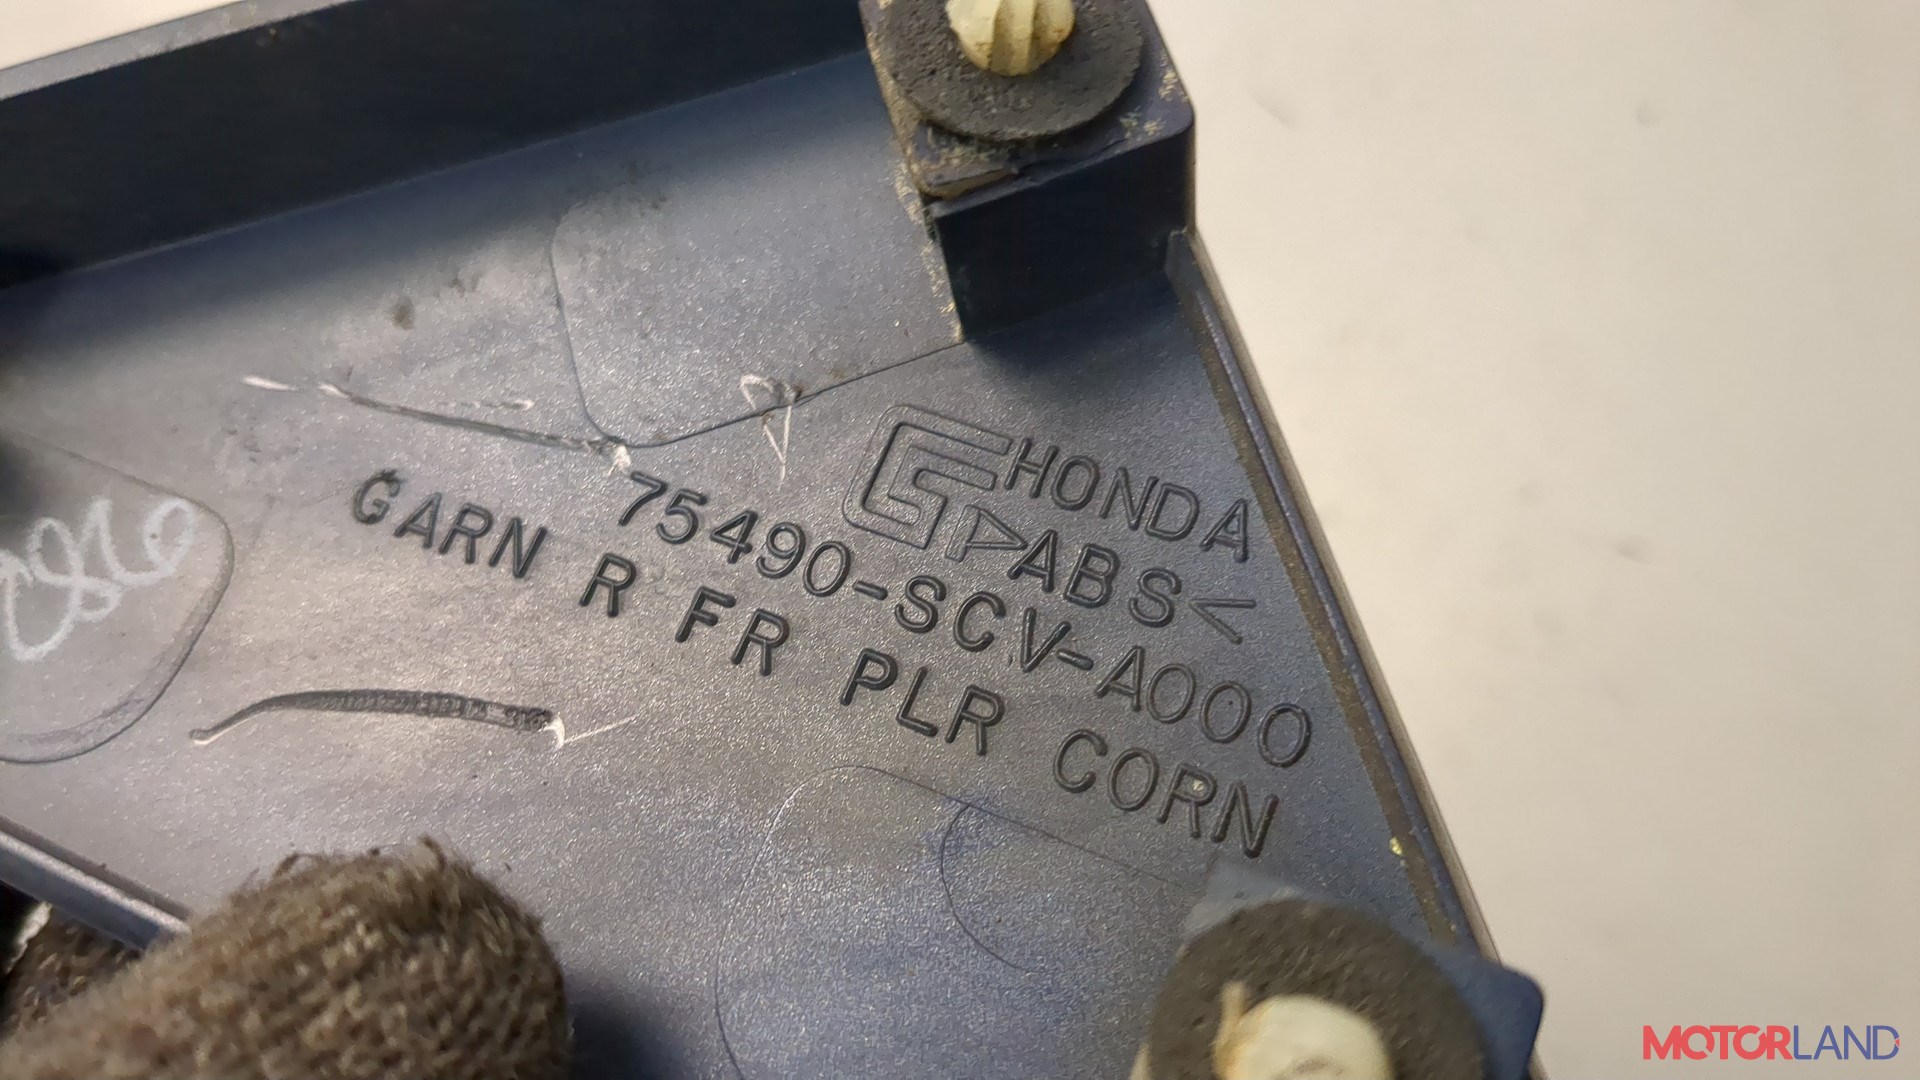 HONDA
>ABS<
75490-SCV-A000
GARN R FR PLR CORN
MOTORLAND